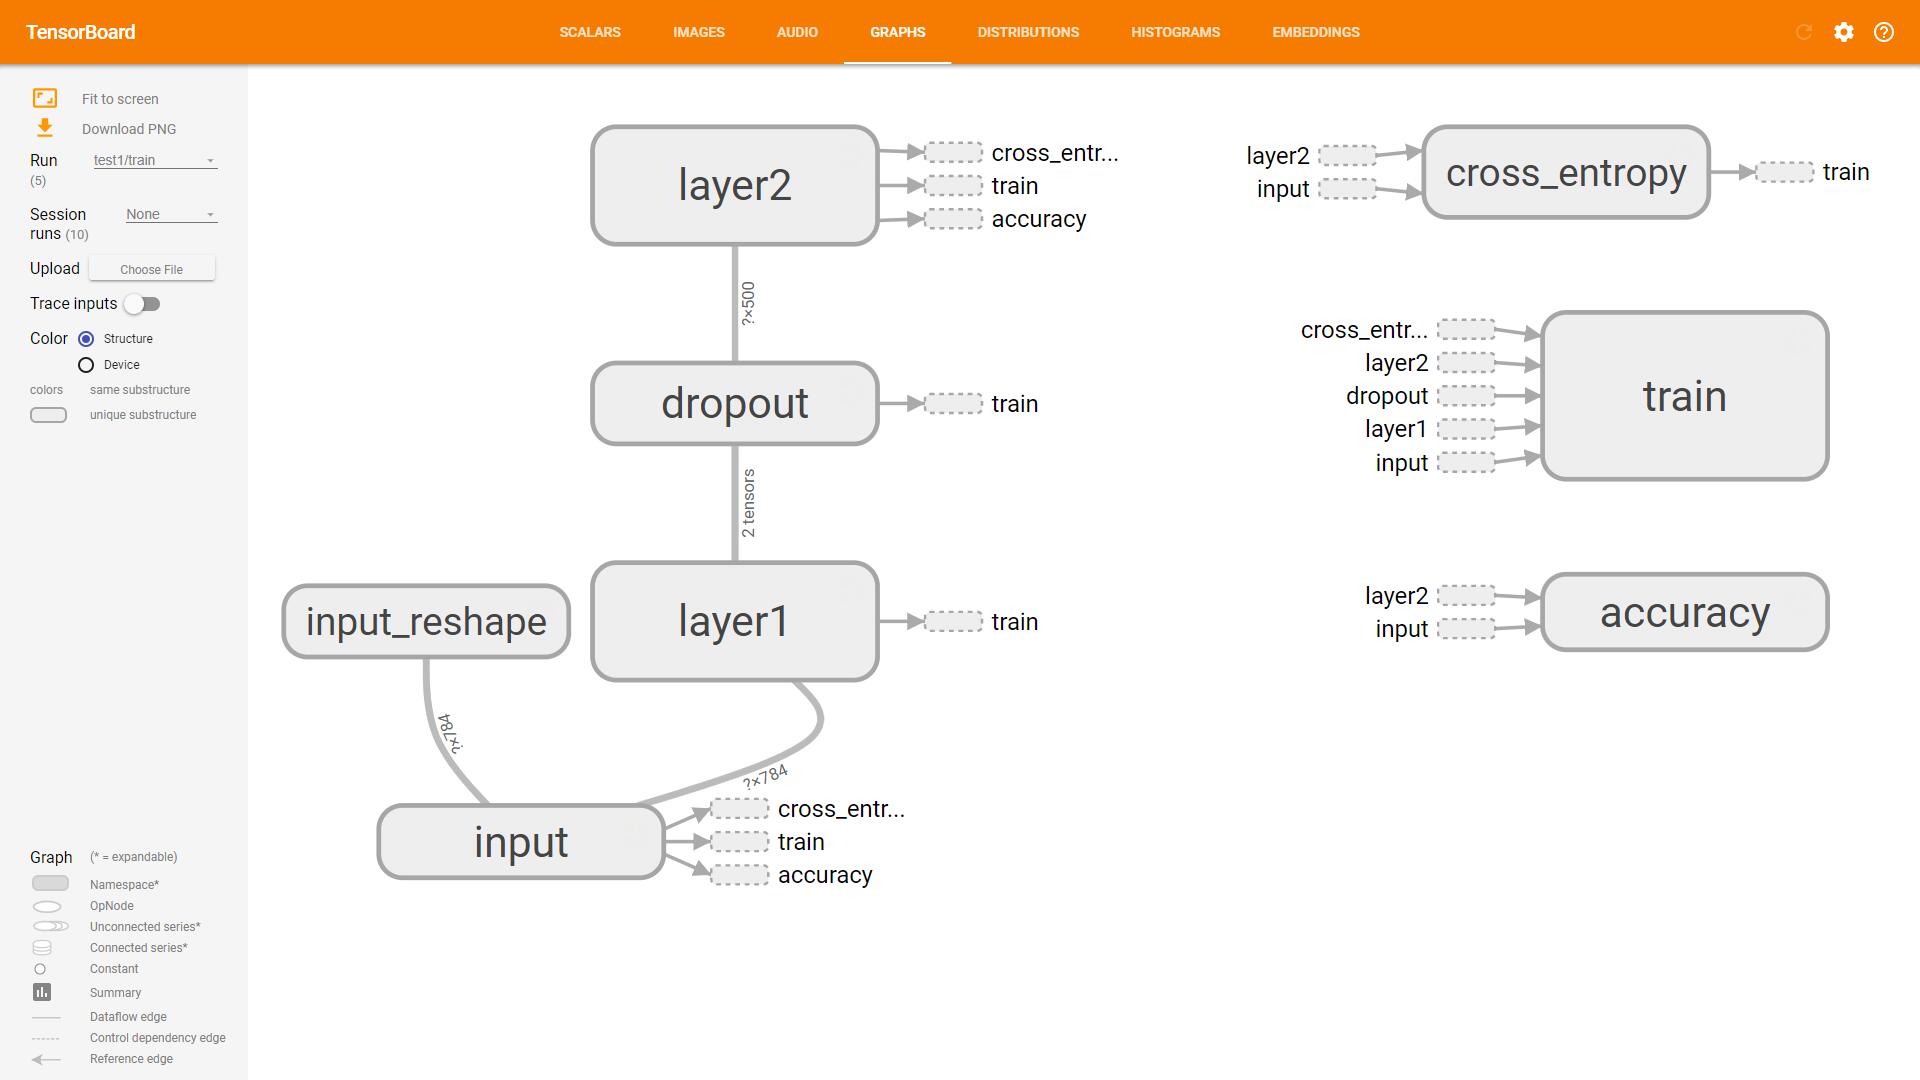 TensorBoard
SCALARS
IMAGES
AUDIO
GRAPHS
DISTRIBUTIONS
HISTOGRAMS
EMBEDDINGS
Fit to screen
Download PNG
Run
(5)
test1/train
Session
runs (10)
None
Upload
Choose File
Trace inputs
Color
Structure
Device
colors
same substructure
unique substructure
Graph
(* = expandable)
Namespace*
OpNode
Unconnected series*
Connected series*
Constant
Summary
Dataflow edge
Control dependency edge
Reference edge
layer2
cross_entr...
train
accuracy
?×500
dropout
train
2 tensors
input_reshape
layer1
train
?×784
?×784
input
cross_entr...
train
accuracy
layer2
input
cross_entropy
train
cross_entr...
layer2
dropout
layer1
input
train
layer2
input
accuracy